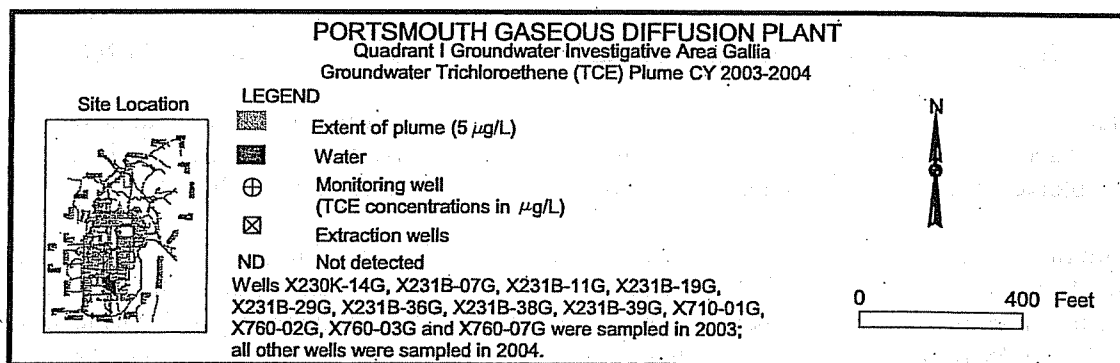 PORTSMOUTH GASEOUS DIFFUSION PLANT
Quadrant I Groundwater Investigative Area Gallia
Groundwater Trichloroethene (TCE) Plume CY 2003-2004
Site Location
LEGEND
Extent of plume (5 µg/L)
Water
Monitoring well
(TCE concentrations in µg/L)
Extraction wells
ND Not detected
Wells X230K-14G, X231B-07G, X231B-11G, X231B-19G,
X231B-29G, X231B-36G, X231B-38G, X231B-39G, X710-01G,
X760-02G, X760-03G and X760-07G were sampled in 2003;
all other wells were sampled in 2004.
N
0 400 Feet